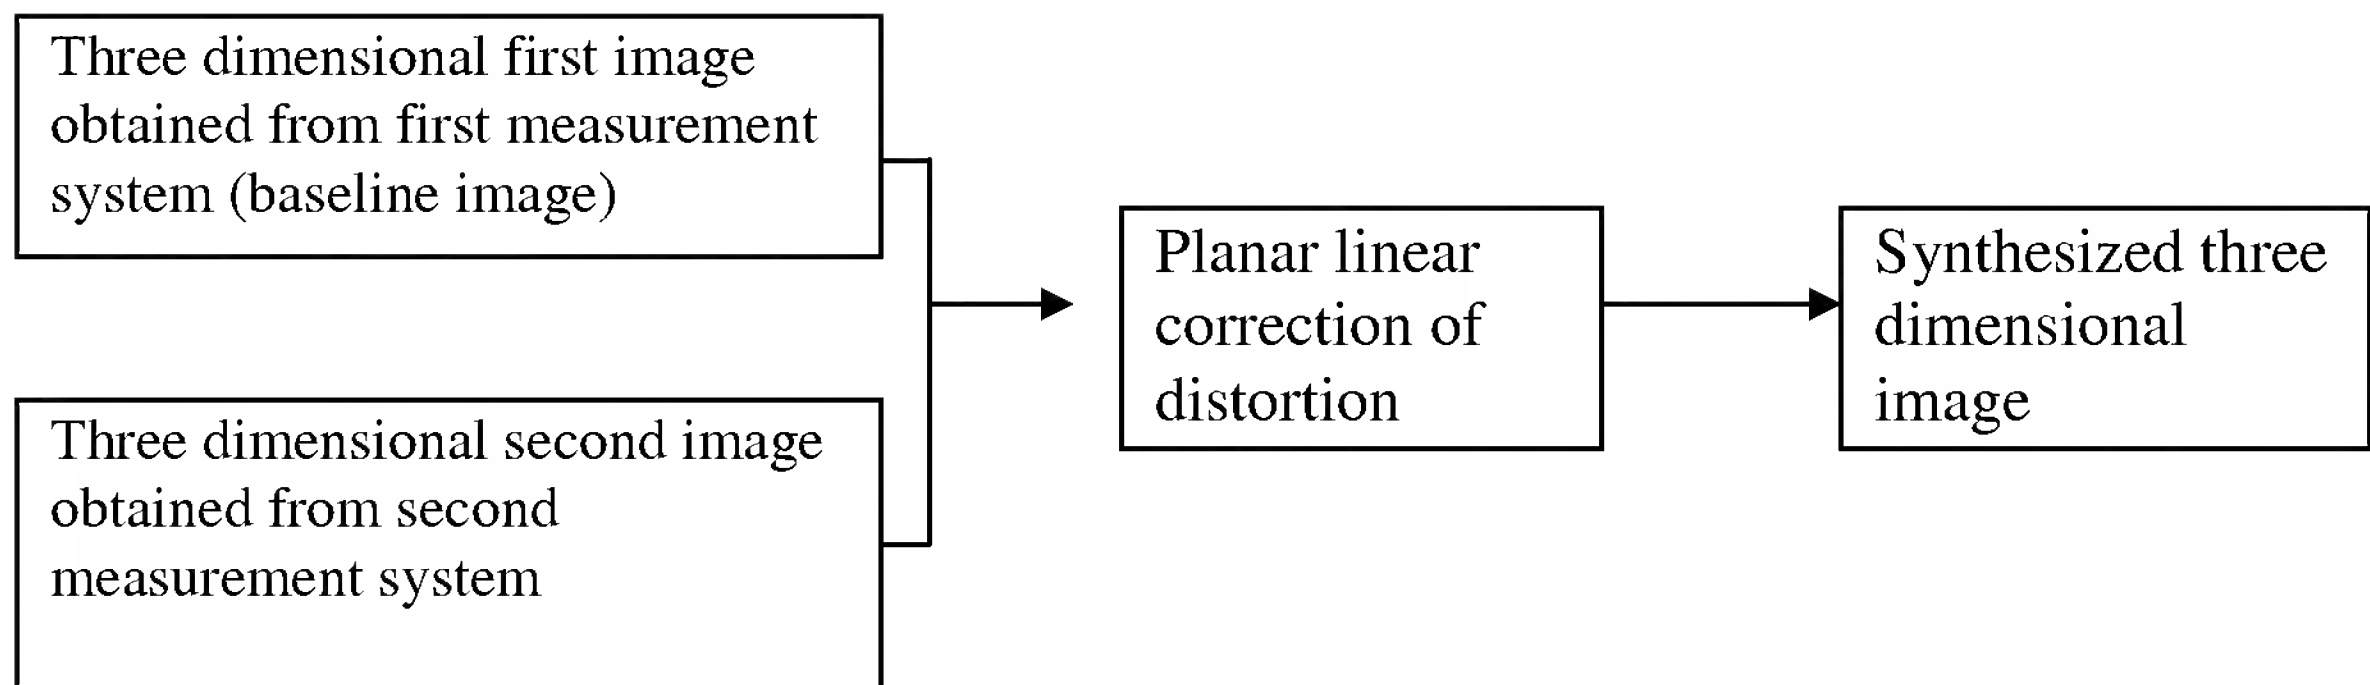 Three dimensional first image
obtained from first measurement
system (baseline image)
Three dimensional second image
obtained from second
measurement system
Planar linear
correction of
distortion
Synthesized three
dimensional
image